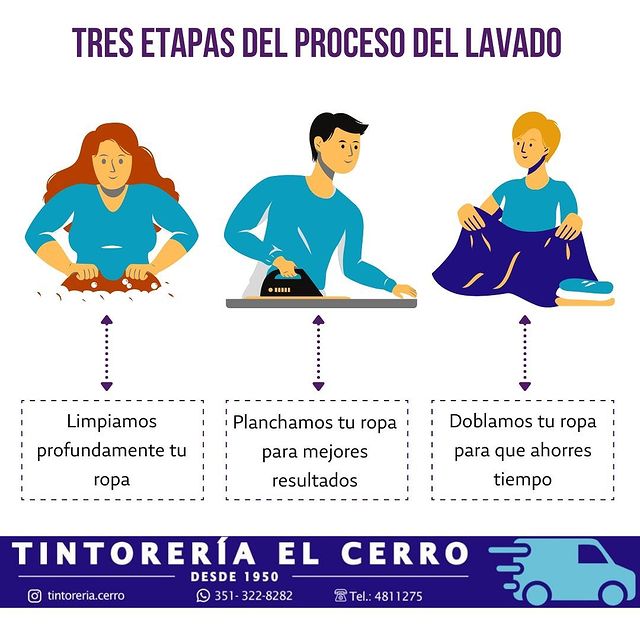 TRES ETAPAS DEL PROCESO DEL LAVADO
Limpiamos
profundamente tu
ropa
Planchamos tu ropa
para mejores
resultados
Doblamos tu ropa
para que ahorres
tiempo
TINTORERÍA EL CERRO
DESDE 1950
tintoreria.cerro
351- 322-8282
Tel.: 4811275